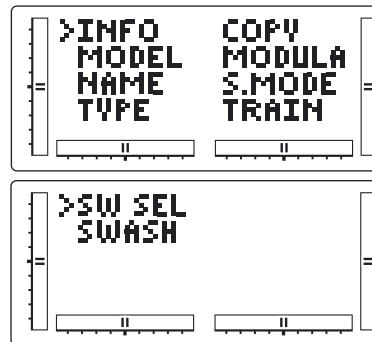 >INFO COPY
MODEL MODULA
NAME S.MODE
TYPE TRAIN
>SW SEL
SWASH